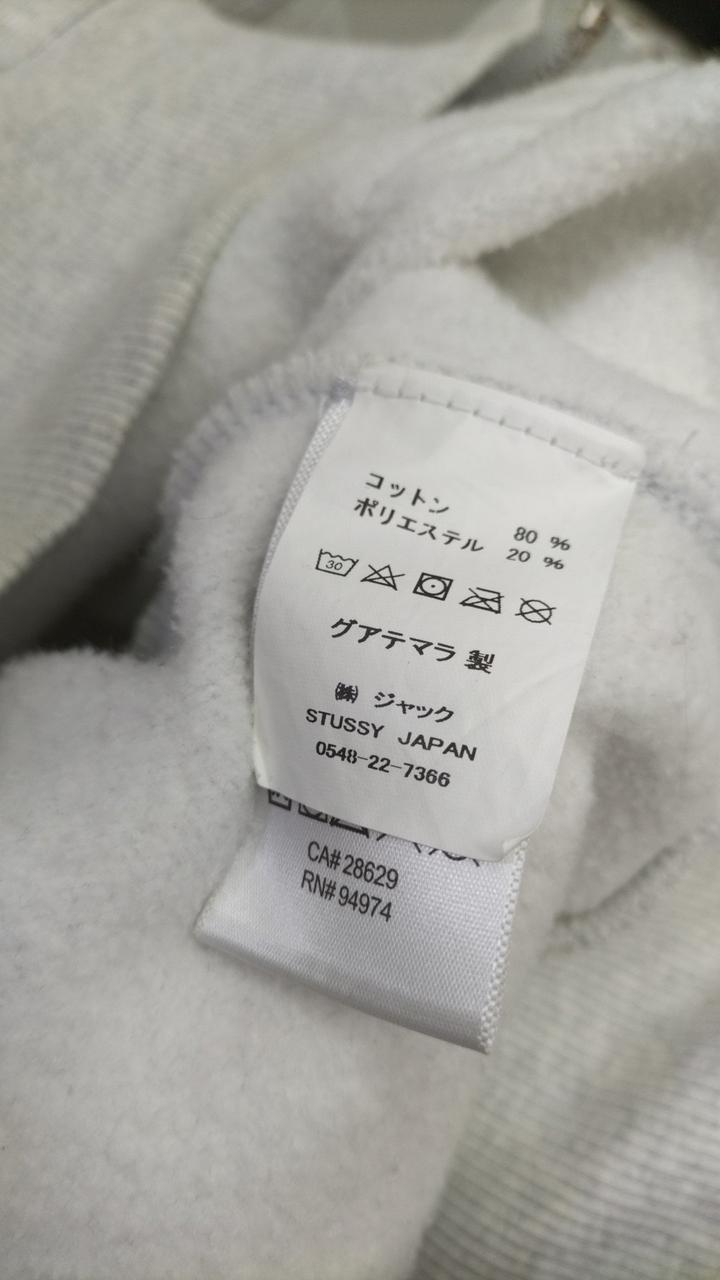 コットン 80 %
ポリエステル 20 %
30
グアテマラ 製
㈱ ジャック
STUSSY JAPAN
0548-22-7366
CA# 28629
RN# 94974